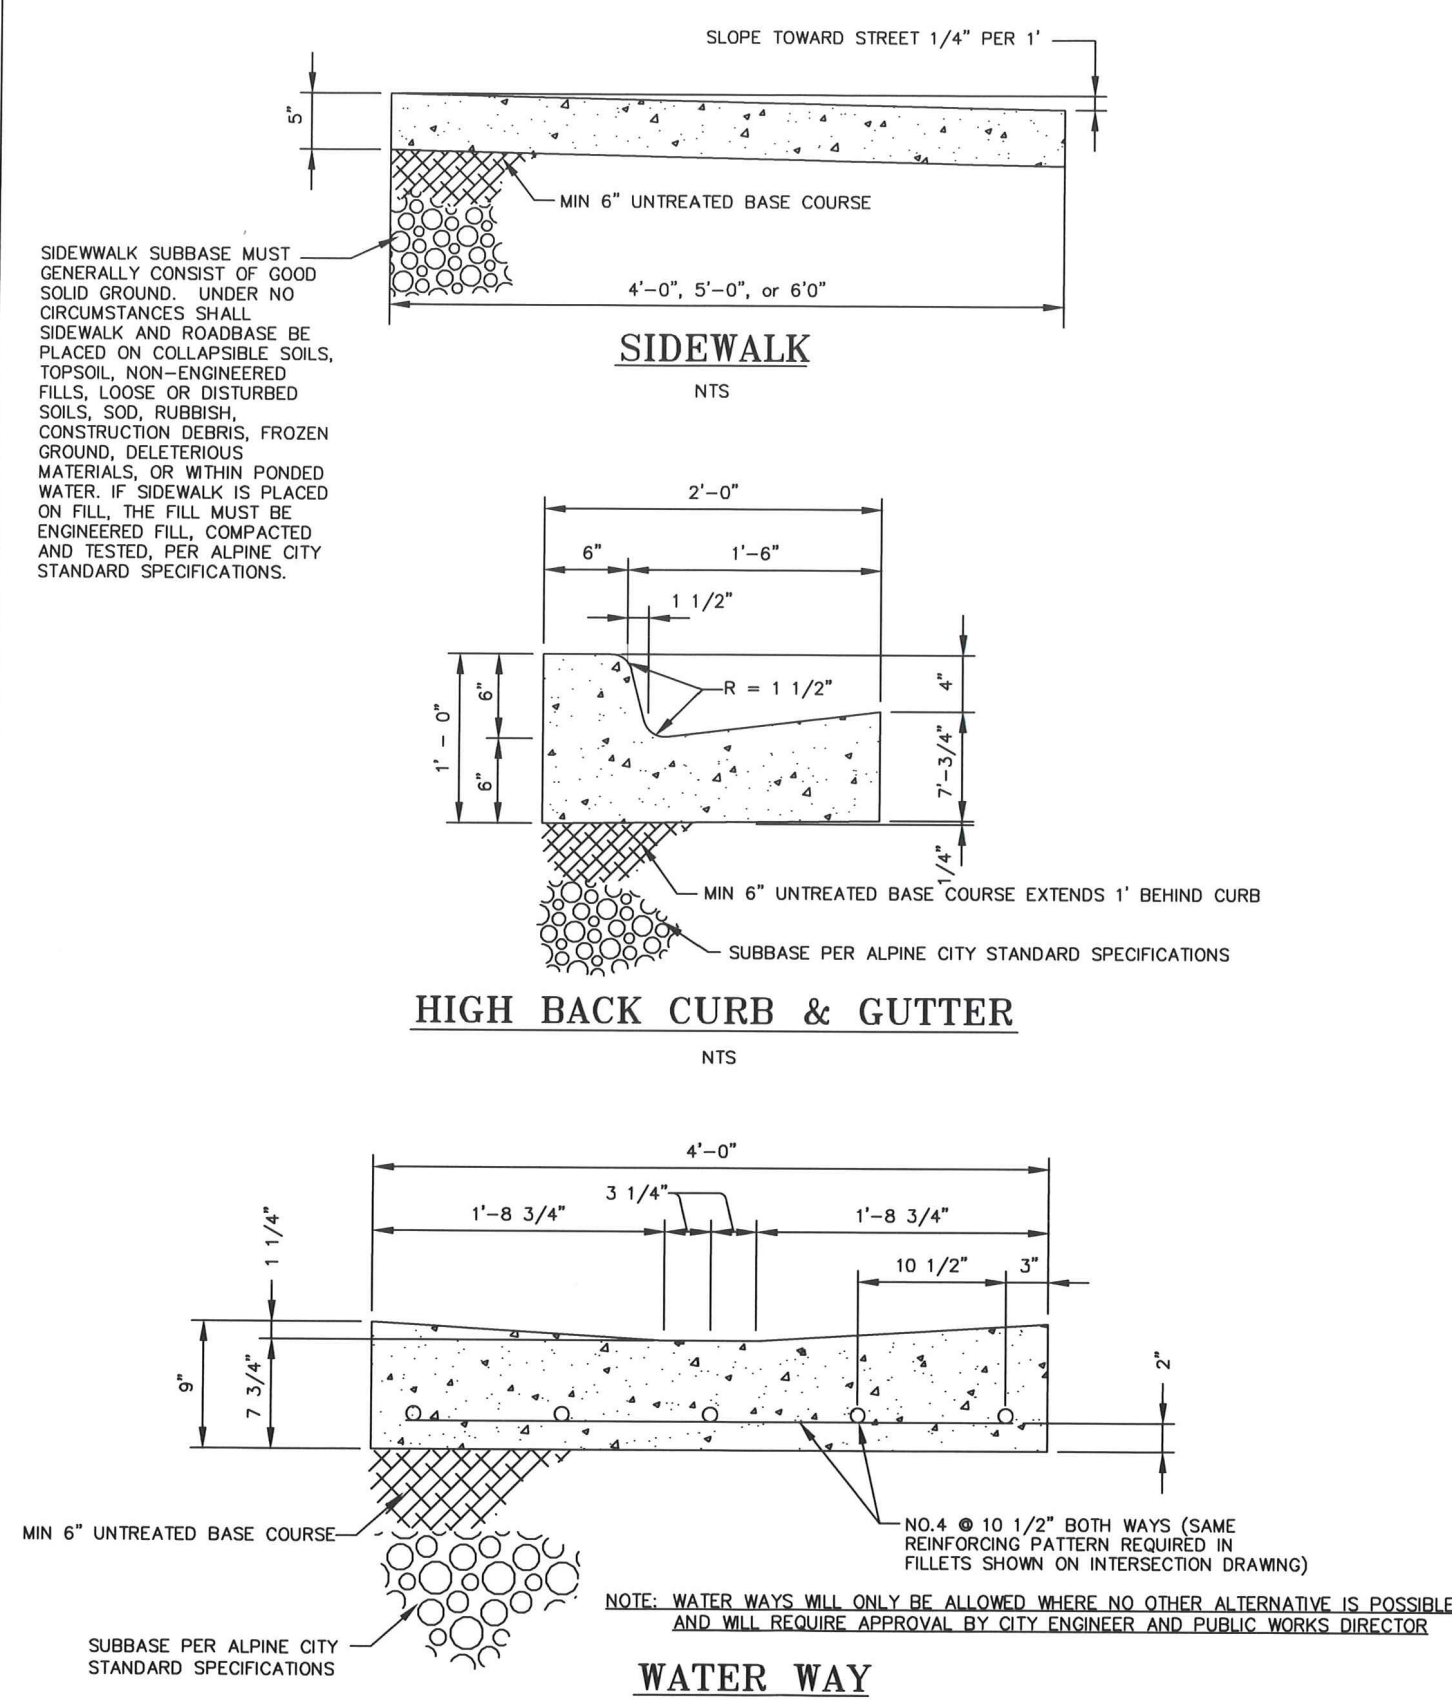 SLOPE TOWARD STREET 1/4" PER 1'
5"
MIN 6" UNTREATED BASE COURSE
SIDEWWALK SUBBASE MUST
GENERALLY CONSIST OF GOOD
SOLID GROUND. UNDER NO
CIRCUMSTANCES SHALL
SIDEWALK AND ROADBASE BE
PLACED ON COLLAPSIBLE SOILS,
TOPSOIL, NON-ENGINEERED
FILLS, LOOSE OR DISTURBED
SOILS, SOD, RUBBISH,
CONSTRUCTION DEBRIS, FROZEN
GROUND, DELETERIOUS
MATERIALS, OR WITHIN PONDED
WATER. IF SIDEWALK IS PLACED
ON FILL, THE FILL MUST BE
ENGINEERED FILL, COMPACTED
AND TESTED, PER ALPINE CITY
STANDARD SPECIFICATIONS.
4'-0", 5'-0", or 6'0"
SIDEWALK
NTS
2'-0"
6"
1'-6"
1 1/2"
R = 1 1/2"
1' - 0"
6"
6"
4"
7'-3/4"
1/4"
MIN 6" UNTREATED BASE COURSE EXTENDS 1' BEHIND CURB
SUBBASE PER ALPINE CITY STANDARD SPECIFICATIONS
HIGH BACK CURB & GUTTER
NTS
4'-0"
3 1/4"
1'-8 3/4"
1'-8 3/4"
10 1/2"
3"
1 1/4"
9"
7 3/4"
2"
MIN 6" UNTREATED BASE COURSE
NO.4 @ 10 1/2" BOTH WAYS (SAME
REINFORCING PATTERN REQUIRED IN
FILLETS SHOWN ON INTERSECTION DRAWING)
NOTE: WATER WAYS WILL ONLY BE ALLOWED WHERE NO OTHER ALTERNATIVE IS POSSIBLE
AND WILL REQUIRE APPROVAL BY CITY ENGINEER AND PUBLIC WORKS DIRECTOR
SUBBASE PER ALPINE CITY
STANDARD SPECIFICATIONS
WATER WAY